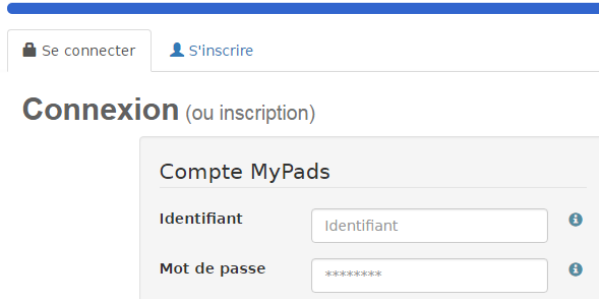 Se connecter S'inscrire
Connexion (ou inscription)
Compte MyPads
Identifiant Identifiant
Mot de passe ********